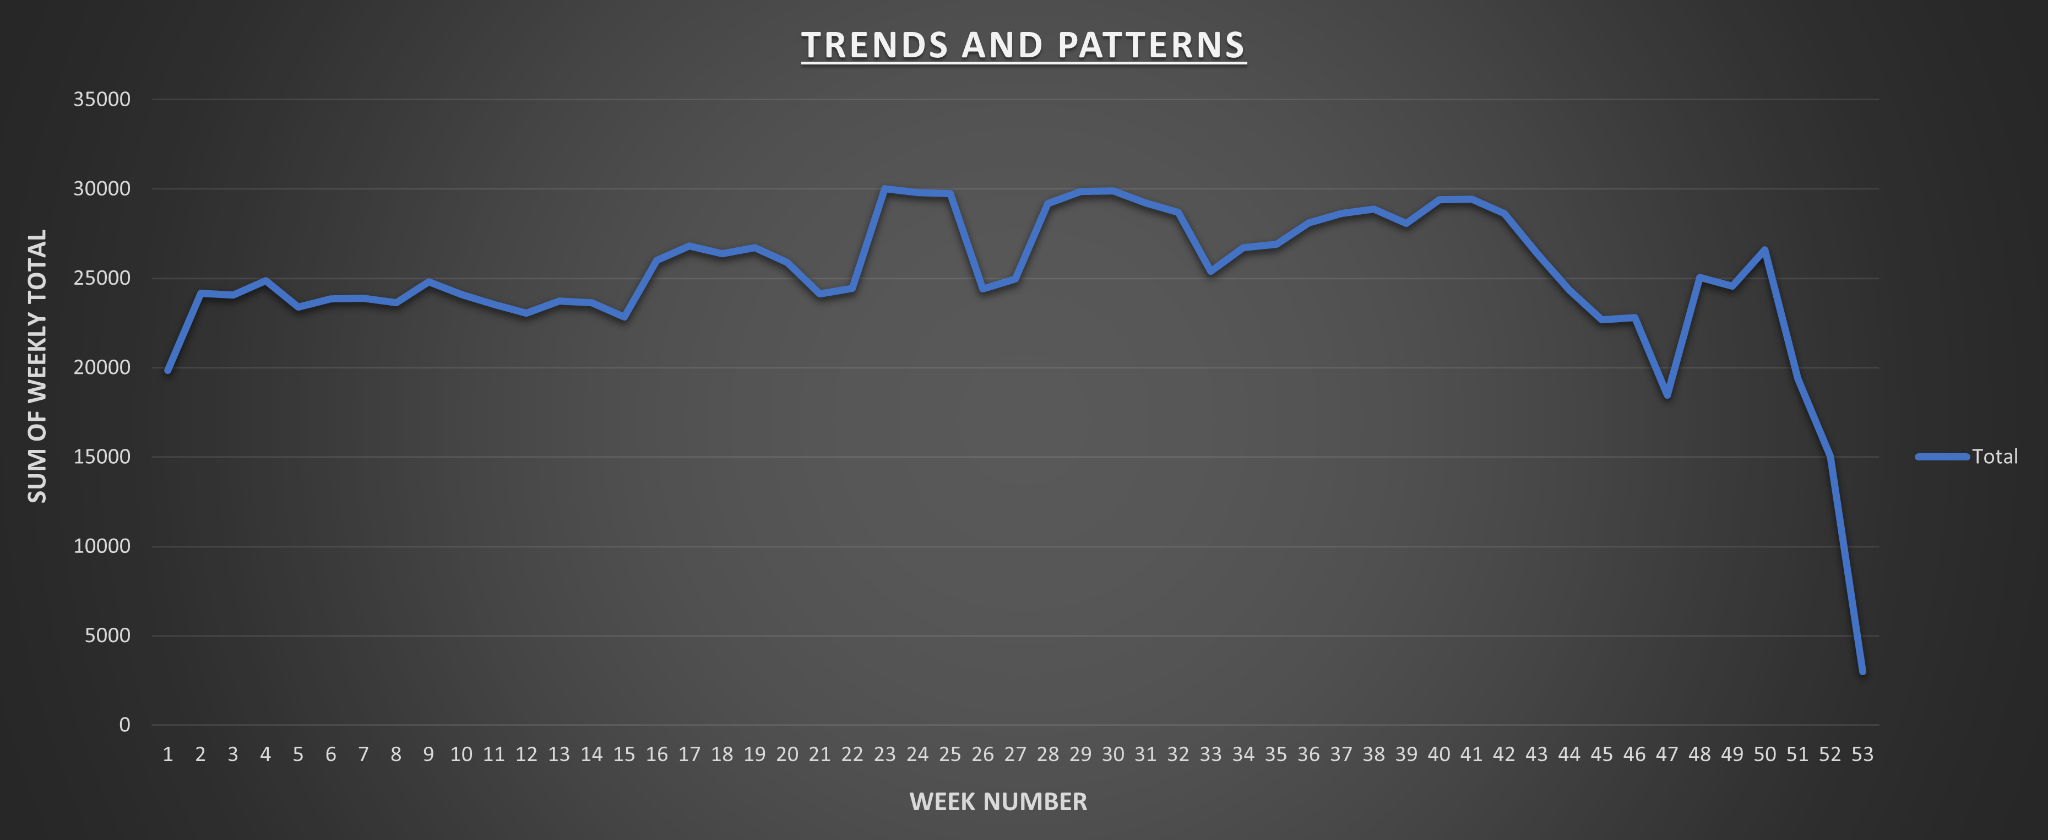 TRENDS AND PATTERNS
35000
30000
25000
20000
15000
10000
5000
0
SUM OF WEEKLY TOTAL
1 2 3 4 5 6 7 8 9 10 11 12 13 14 15 16 17 18 19 20 21 22 23 24 25 26 27 28 29 30 31 32 33 34 35 36 37 38 39 40 41 42 43 44 45 46 47 48 49 50 51 52 53
WEEK NUMBER
Total